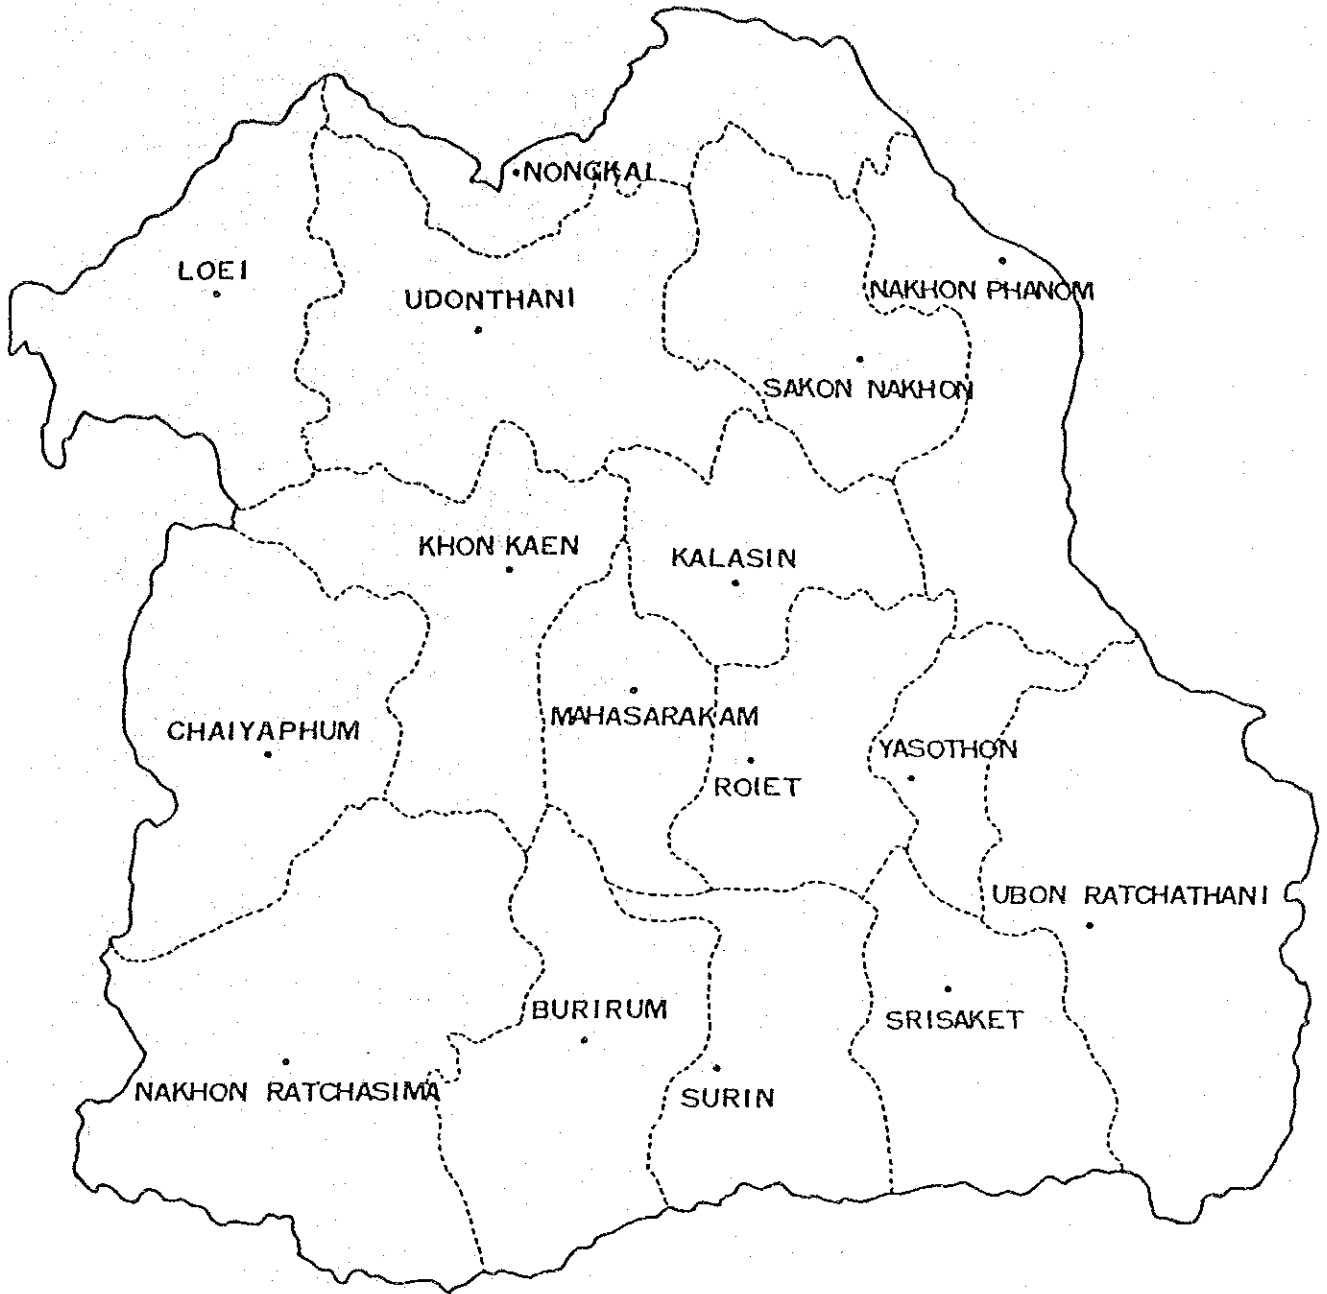 NONGKAI
LOEI
UDONTHANI
NAKHON PHANOM
SAKON NAKHON
KHON KAEN
KALASIN
MAHASARAKAM
CHAIYAPHUM
YASOTHON
ROIET
UBON RATCHATHANI
BURIRUM
SRISAKET
NAKHON RATCHASIMA
SURIN